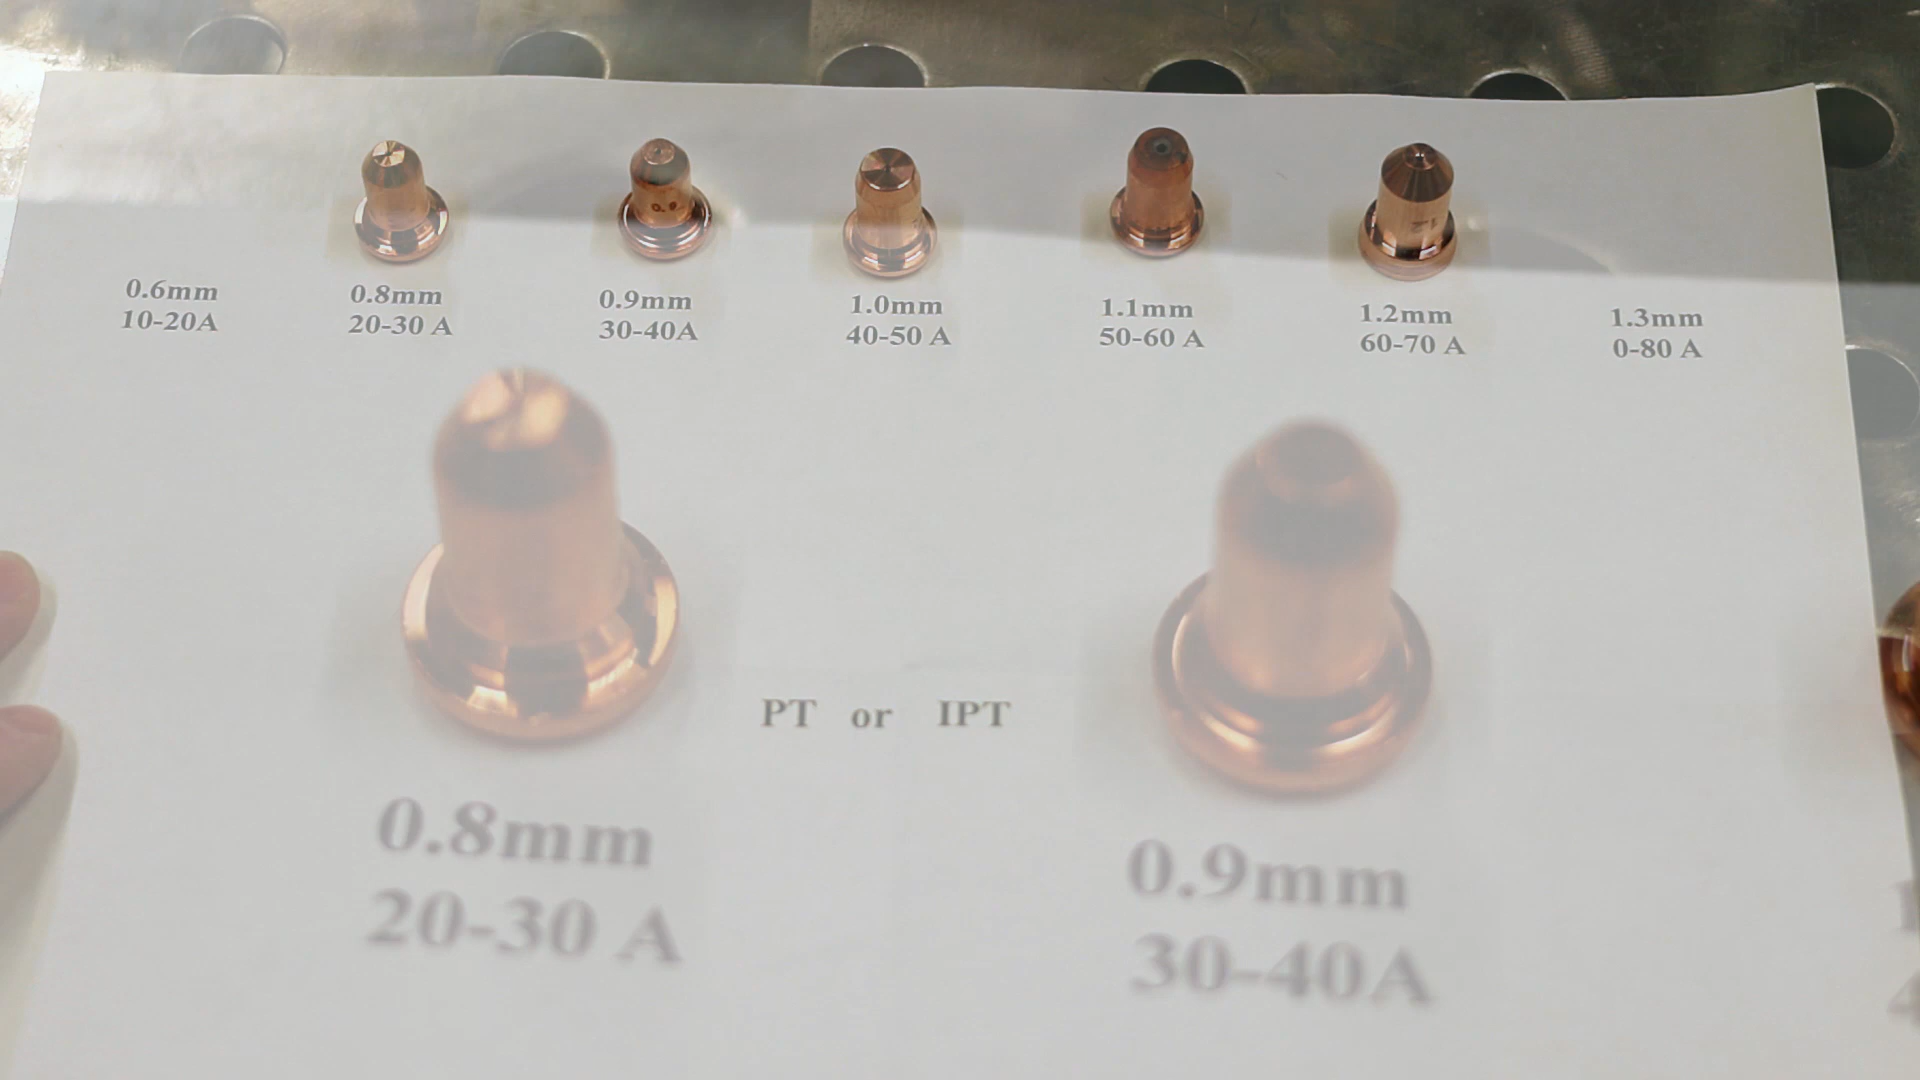 0.9
0.6mm
10-20A
0.8mm
20-30 A
0.9mm
30-40A
1.0mm
40-50 A
1.1mm
50-60 A
1.2mm
60-70 A
1.3mm
0-80 A
PT or IPT
0.8mm
20-30 A
0.9mm
30-40A